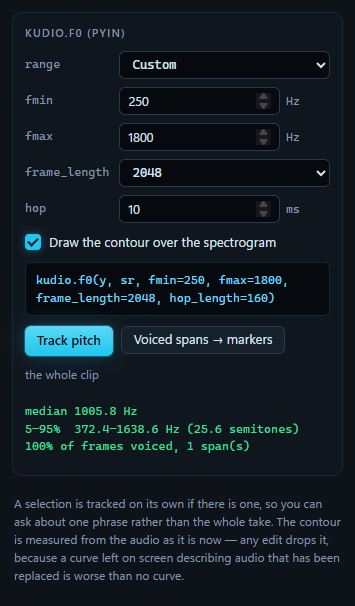 KUDIO.F0 (PYIN)
range Custom
fmin 250 Hz
fmax 1800 Hz
frame_length 2048
hop 10 ms
Draw the contour over the spectrogram
kudio.f0(y, sr, fmin=250, fmax=1800,
frame_length=2048, hop_length=160)
Track pitch Voiced spans → markers
the whole clip
median 1005.8 Hz
5–95% 372.4–1638.6 Hz (25.6 semitones)
100% of frames voiced, 1 span(s)
A selection is tracked on its own if there is one, so you can
ask about one phrase rather than the whole take. The contour
is measured from the audio as it is now — any edit drops it,
because a curve left on screen describing audio that has been
replaced is worse than no curve.